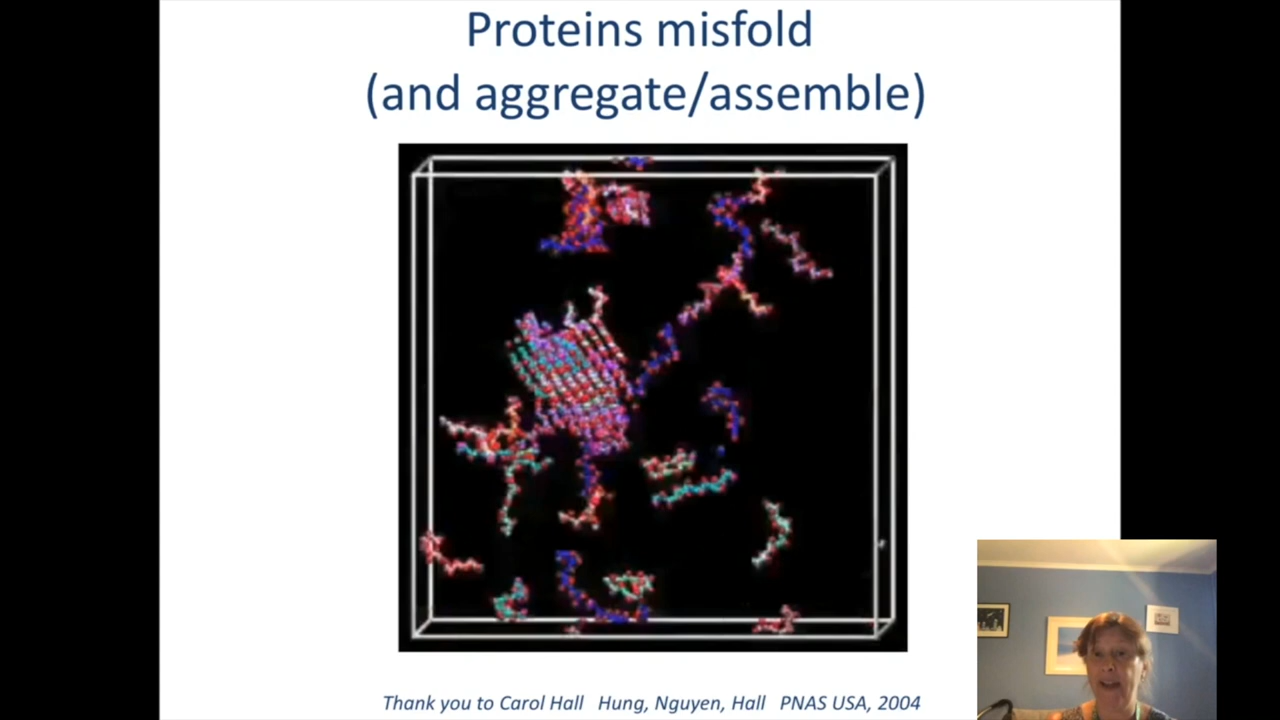 Proteins misfold
(and aggregate/assemble)
Thank you to Carol Hall Hung, Nguyen, Hall PNAS USA, 2004